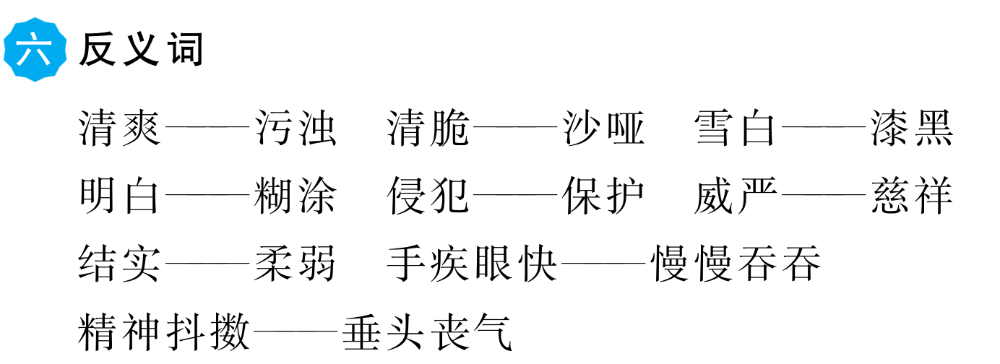 六 反义词
清爽——污浊 清脆——沙哑 雪白——漆黑
明白——糊涂 侵犯——保护 威严——慈祥
结实——柔弱 手疾眼快——慢慢吞吞
精神抖擞——垂头丧气